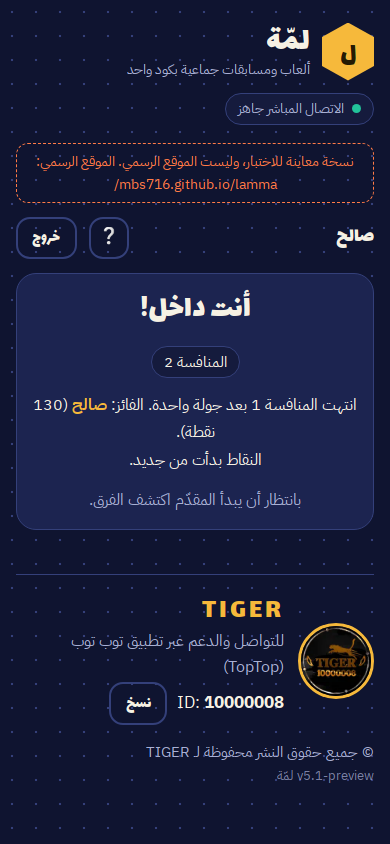 ل
لمّة
ألعاب ومسابقات جماعية بكود واحد
الاتصال المباشر جاهز
نسخة معاينة للاختبار، وليست الموقع الرسمي. الموقع الرسمي:
mbs716.github.io/lamma/
صالح
?
خروج
أنت داخل!
المنافسة 2
انتهت المنافسة 1 بعد جولة واحدة. الفائز: صالح (130
نقطة).
النقاط بدأت من جديد.
بانتظار أن يبدأ المقدّم اكتشف الفرق.
TIGER
10000008
TIGER
للتواصل والدعم عبر تطبيق توب توب
(TopTop)
ID: 10000008
نسخ
© جميع حقوق النشر محفوظة لـ TIGER
لمّة v5.1-preview